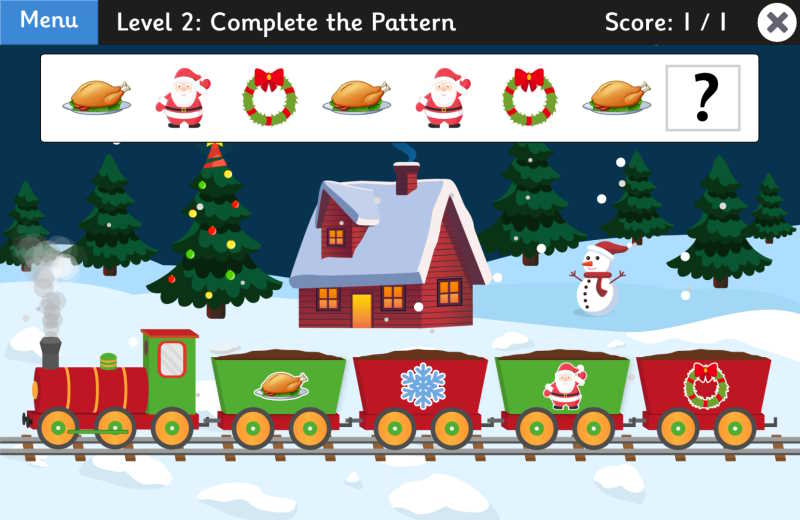 Menu
Level 2: Complete the Pattern
Score: 1 / 1
?